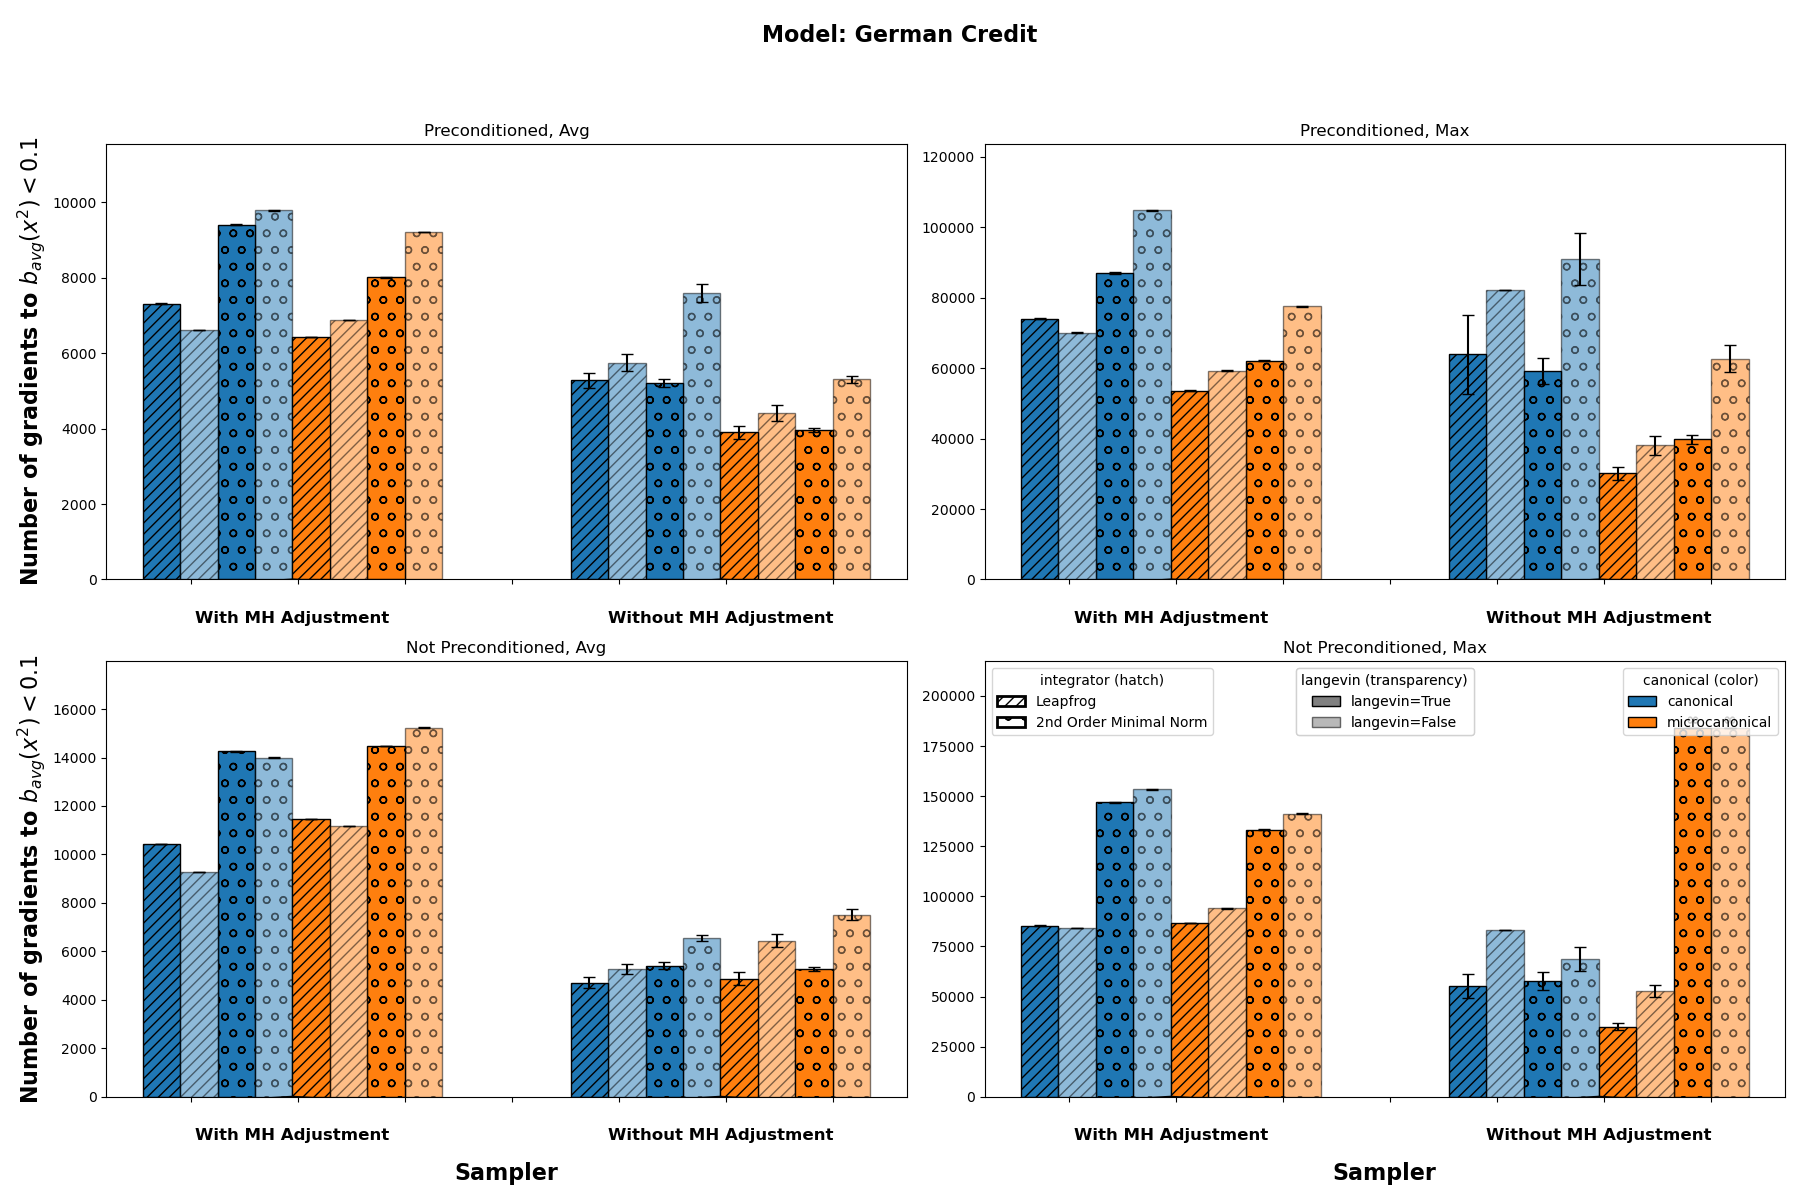 Model: German Credit
Preconditioned, Avg
Number of gradients to b_avg(x²) < 0.1
10000
8000
6000
4000
2000
0
With MH Adjustment
Without MH Adjustment
Preconditioned, Max
120000
100000
80000
60000
40000
20000
0
With MH Adjustment
Without MH Adjustment
Not Preconditioned, Avg
Number of gradients to b_avg(x²) < 0.1
16000
14000
12000
10000
8000
6000
4000
2000
0
With MH Adjustment
Without MH Adjustment
Sampler
Not Preconditioned, Max
200000
175000
150000
125000
100000
75000
50000
25000
0
integrator (hatch)
Leapfrog
2nd Order Minimal Norm
langevin (transparency)
langevin=True
langevin=False
canonical (color)
canonical
microcanonical
With MH Adjustment
Without MH Adjustment
Sampler